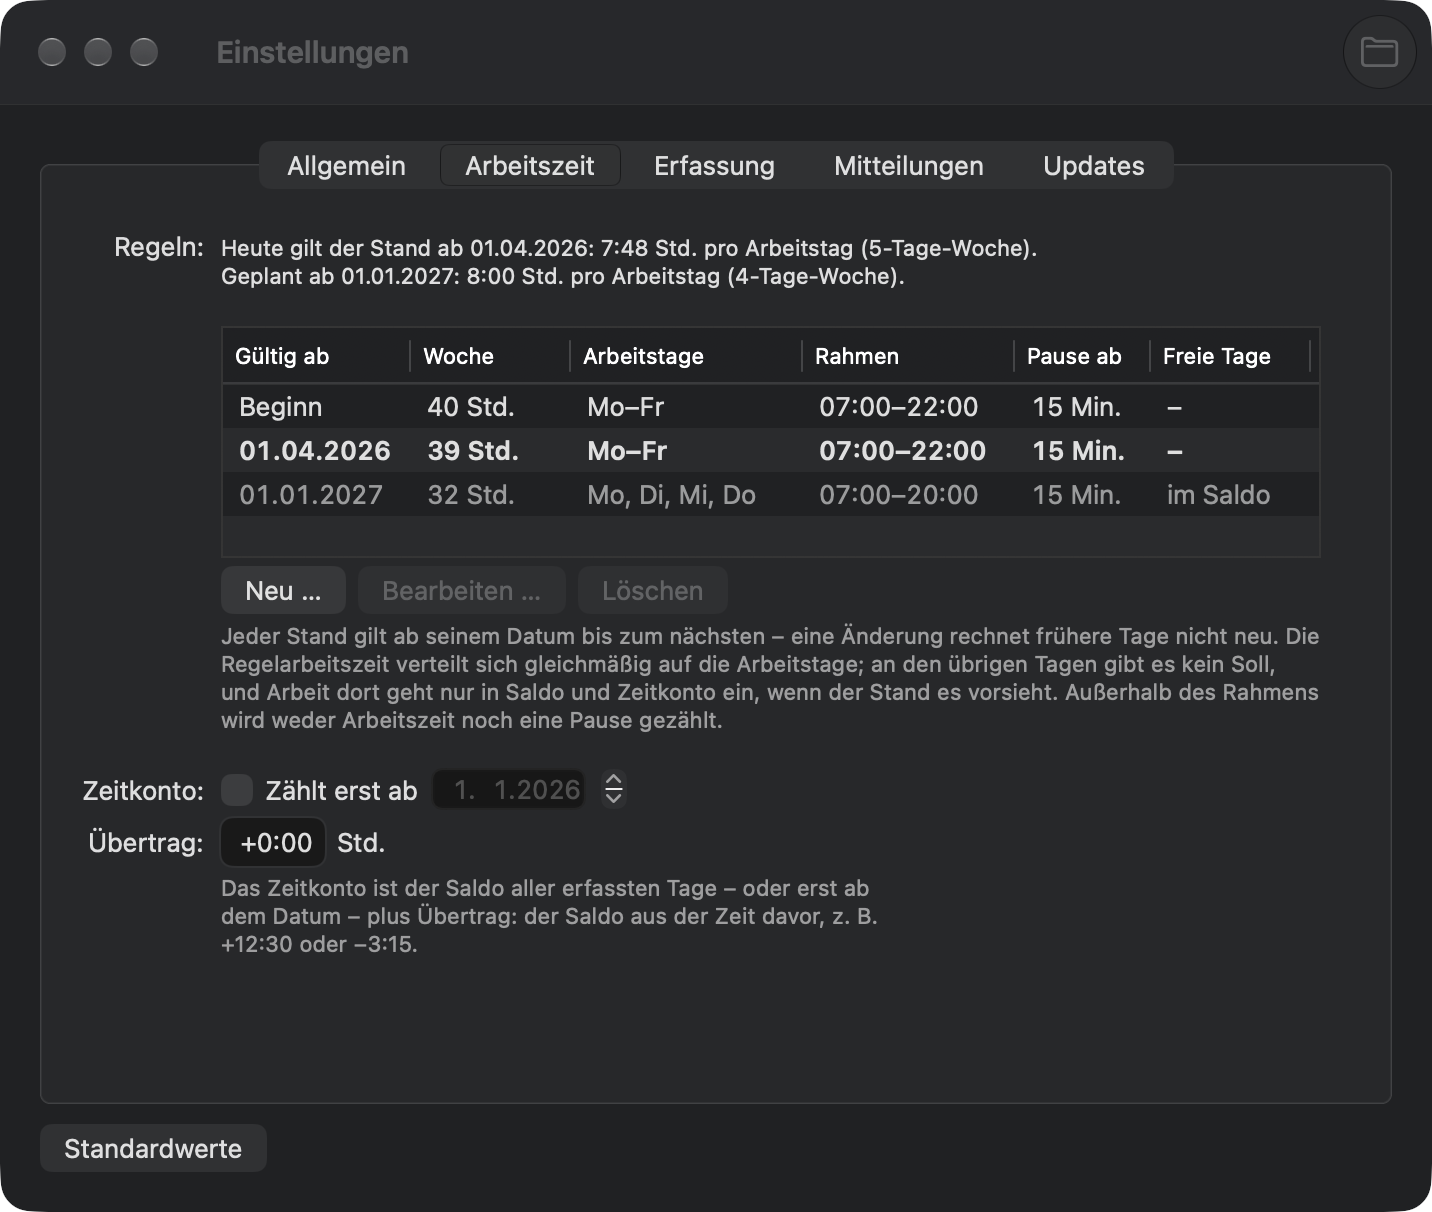 Einstellungen
Allgemein Arbeitszeit Erfassung Mitteilungen Updates
Regeln: Heute gilt der Stand ab 01.04.2026: 7:48 Std. pro Arbeitstag (5-Tage-Woche).
Geplant ab 01.01.2027: 8:00 Std. pro Arbeitstag (4-Tage-Woche).
Gültig ab Woche Arbeitstage Rahmen Pause ab Freie Tage
Beginn 40 Std. Mo–Fr 07:00–22:00 15 Min. –
01.04.2026 39 Std. Mo–Fr 07:00–22:00 15 Min. –
01.01.2027 32 Std. Mo, Di, Mi, Do 07:00–20:00 15 Min. im Saldo
Neu ... Bearbeiten ... Löschen
Jeder Stand gilt ab seinem Datum bis zum nächsten – eine Änderung rechnet frühere Tage nicht neu. Die
Regelarbeitszeit verteilt sich gleichmäßig auf die Arbeitstage; an den übrigen Tagen gibt es kein Soll,
und Arbeit dort geht nur in Saldo und Zeitkonto ein, wenn der Stand es vorsieht. Außerhalb des Rahmens
wird weder Arbeitszeit noch eine Pause gezählt.
Zeitkonto: Zählt erst ab 1. 1.2026
Übertrag: +0:00 Std.
Das Zeitkonto ist der Saldo aller erfassten Tage – oder erst ab
dem Datum – plus Übertrag: der Saldo aus der Zeit davor, z. B.
+12:30 oder −3:15.
Standardwerte